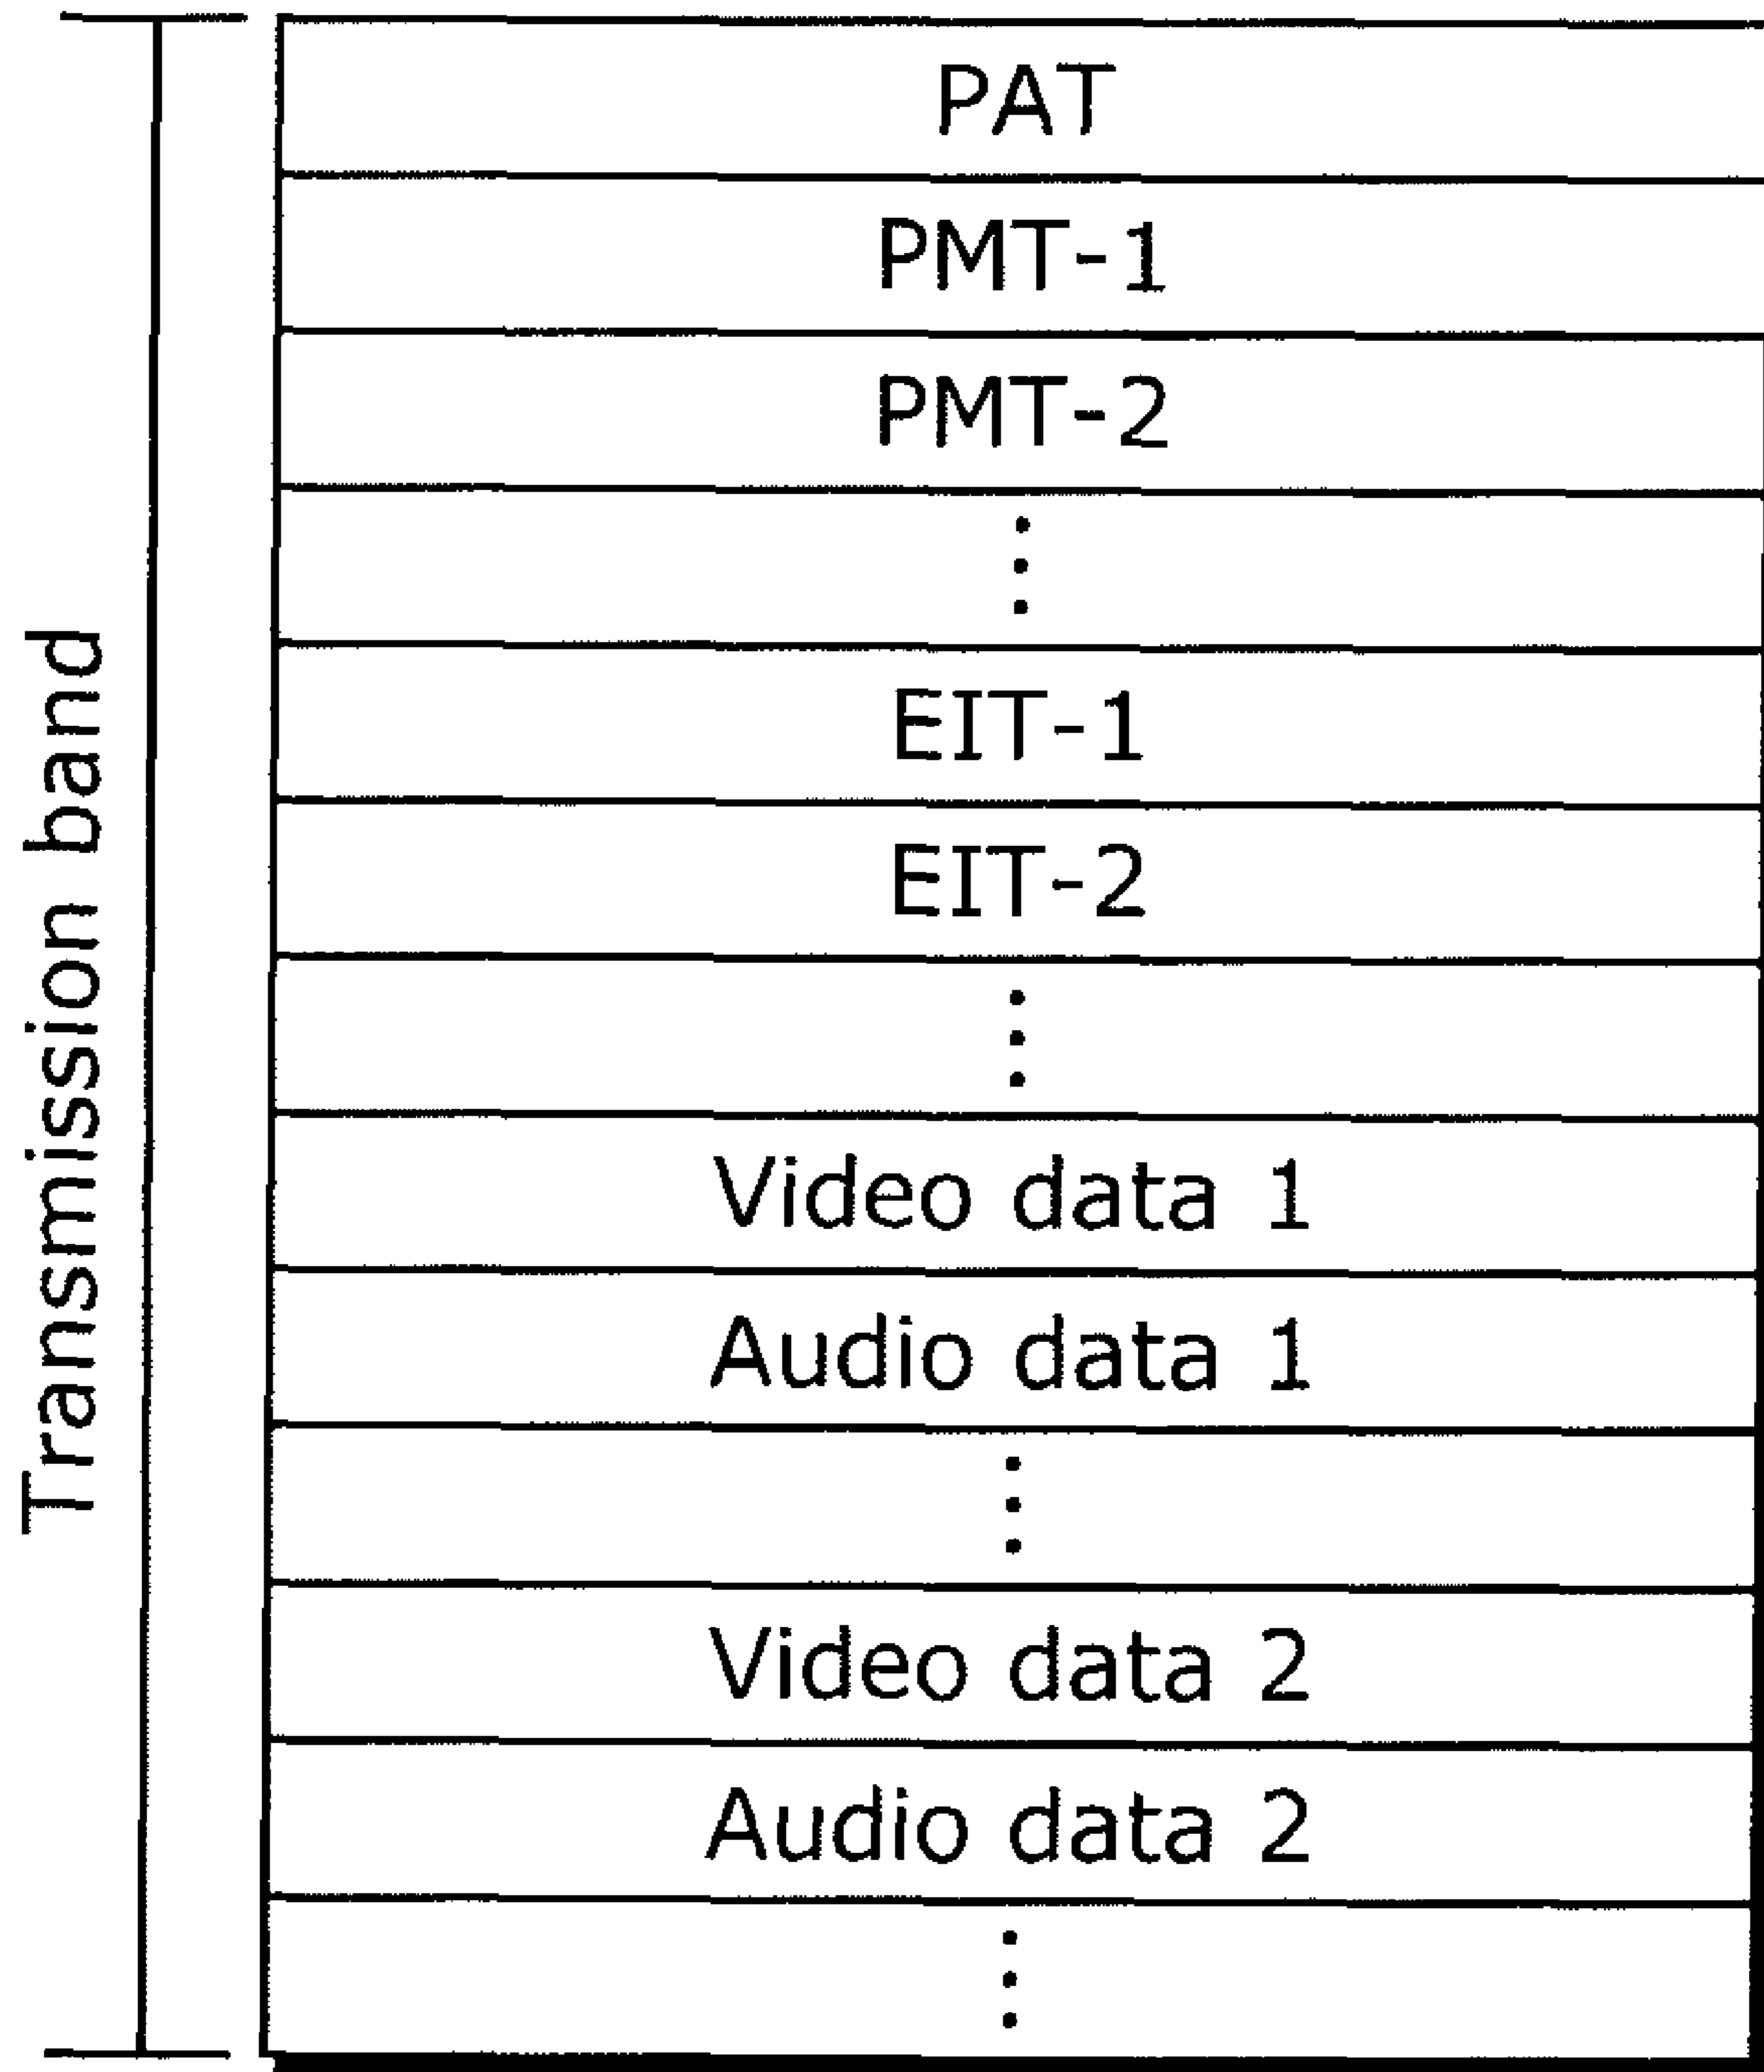 Transmission band
PAT
PMT-1
PMT-2
⋮
EIT-1
EIT-2
⋮
Video data 1
Audio data 1
⋮
Video data 2
Audio data 2
⋮